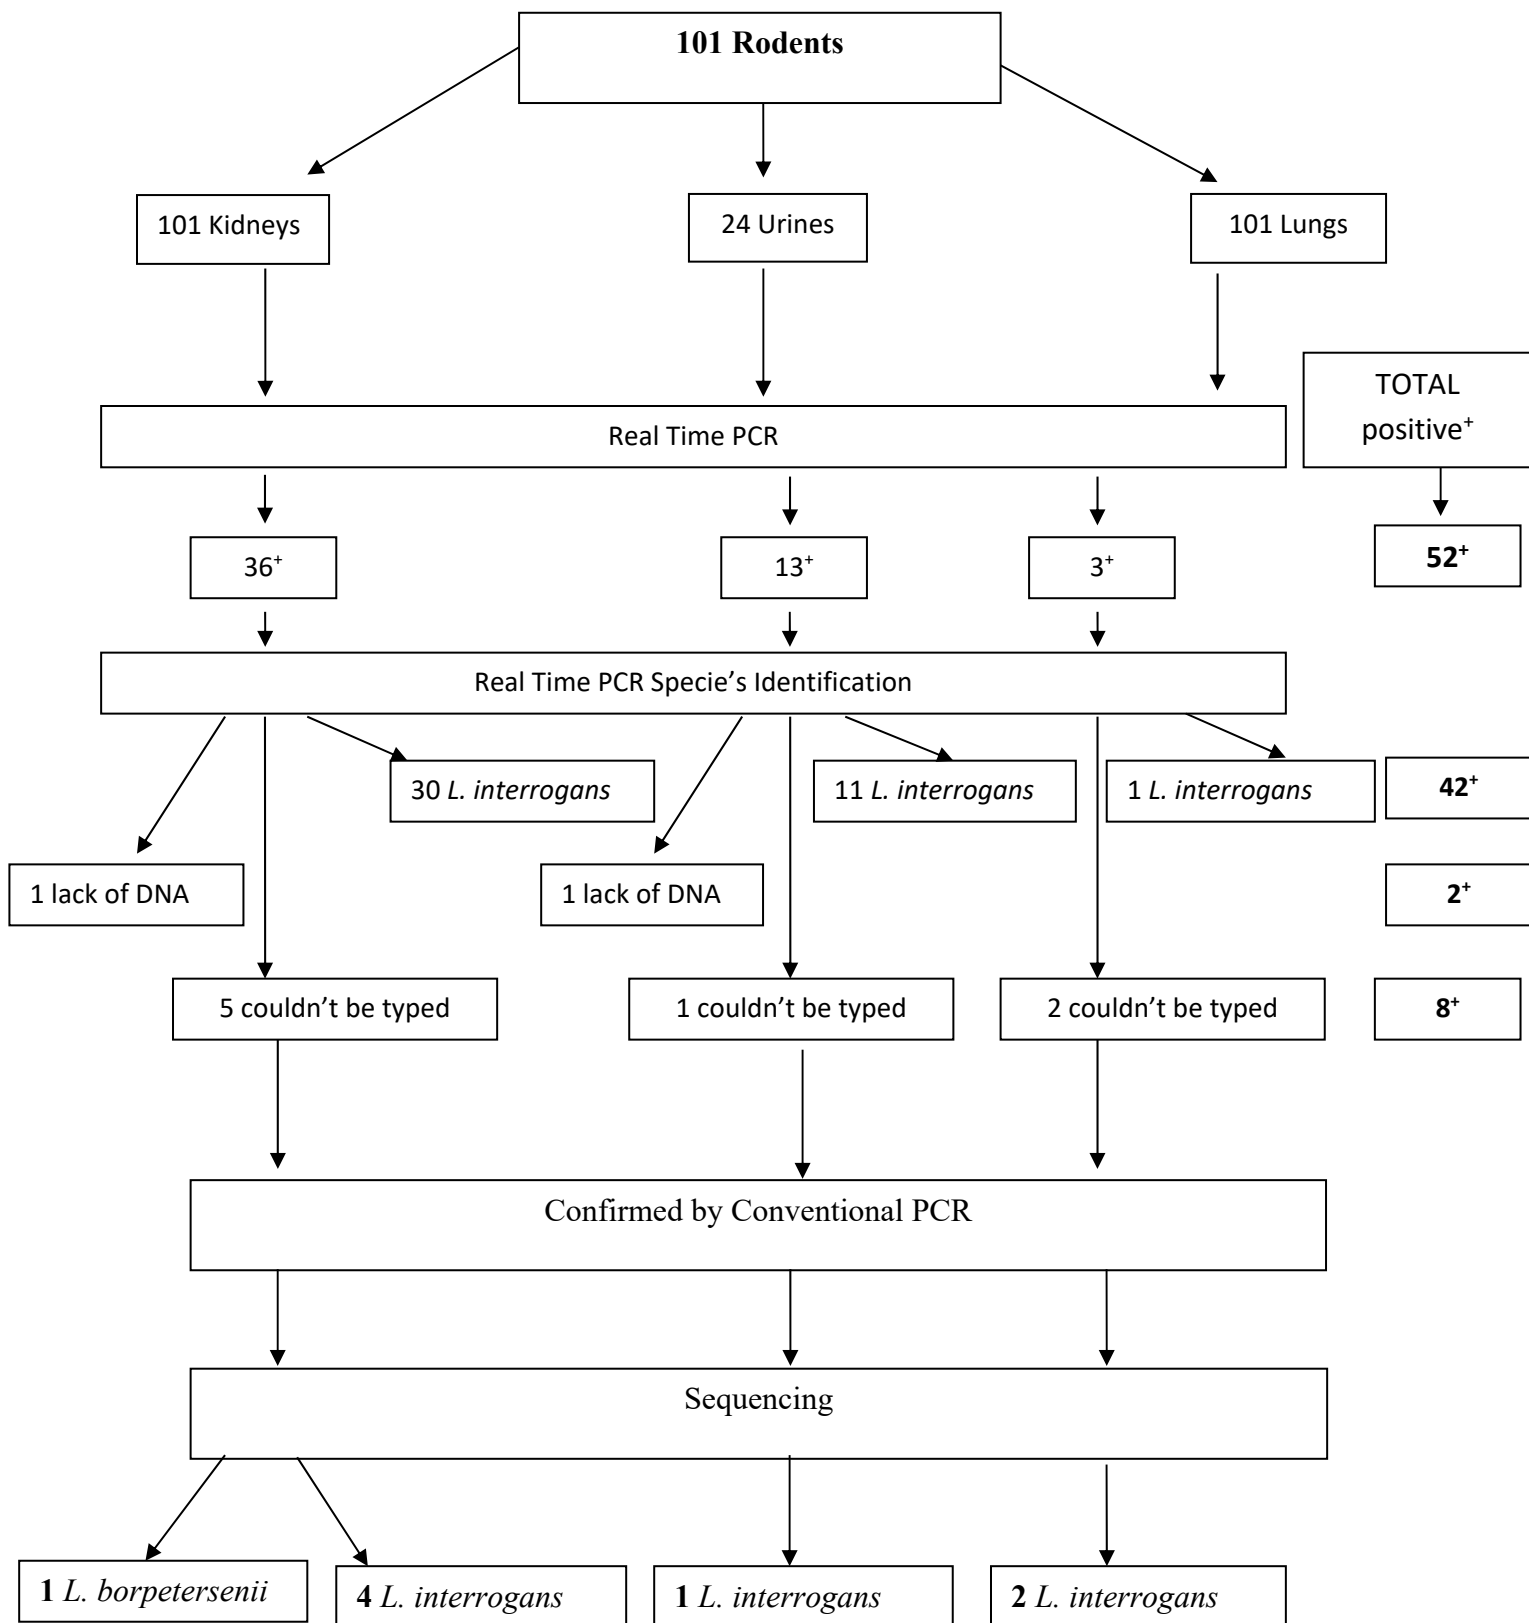 101 Rodents
101 Kidneys
24 Urines
101 Lungs
TOTAL
positive⁺
Real Time PCR
36⁺
13⁺
3⁺
52⁺
Real Time PCR Specie’s Identification
30 L. interrogans
11 L. interrogans
1 L. interrogans
42⁺
1 lack of DNA
1 lack of DNA
2⁺
5 couldn’t be typed
1 couldn’t be typed
2 couldn’t be typed
8⁺
Confirmed by Conventional PCR
Sequencing
1 L. borpetersenii
4 L. interrogans
1 L. interrogans
2 L. interrogans